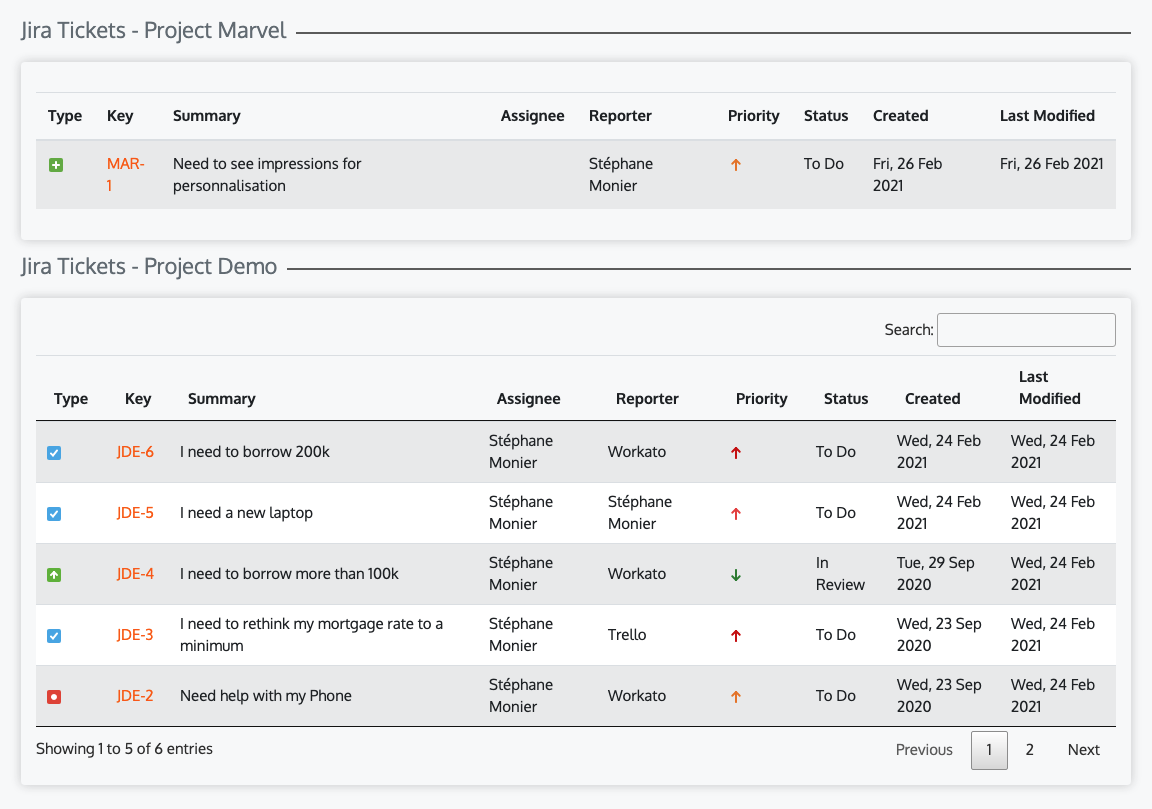 Jira Tickets - Project Marvel
Type Key Summary Assignee Reporter Priority Status Created Last Modified
MAR- Need to see impressions for Stéphane To Do Fri, 26 Feb Fri, 26 Feb 2021
1 personnalisation Monier 2021
Jira Tickets - Project Demo
Search:
Last
Type Key Summary Assignee Reporter Priority Status Created Modified
Stéphane Wed, 24 Feb Wed, 24 Feb
JDE-6 I need to borrow 200k Workato To Do
Monier 2021 2021
Stéphane Stéphane Wed, 24 Feb Wed, 24 Feb
JDE-5 I need a new laptop To Do
Monier Monier 2021 2021
Stéphane In Tue, 29 Sep Wed, 24 Feb
JDE-4 I need to borrow more than 100k Workato
Monier Review 2020 2021
I need to rethink my mortgage rate to a Stéphane Wed, 23 Sep Wed, 24 Feb
JDE-3 Trello To Do
minimum Monier 2020 2021
Stéphane Wed, 23 Sep Wed, 24 Feb
JDE-2 Need help with my Phone Workato To Do
Monier 2020 2021
Showing 1 to 5 of 6 entries Previous 1 2 Next